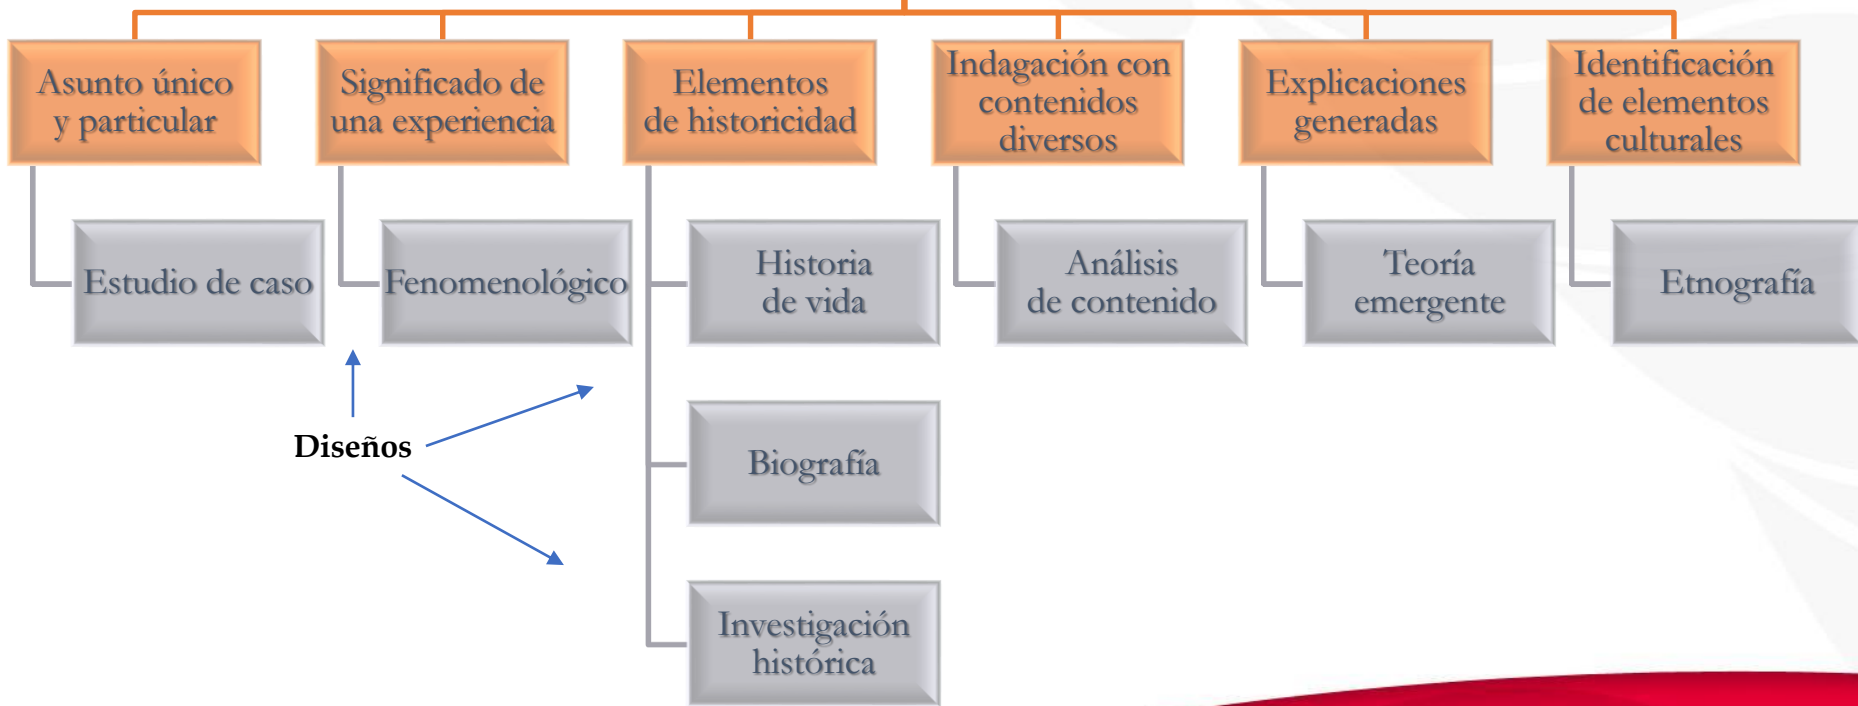 Asunto único
y particular
Significado de
una experiencia
Elementos
de historicidad
Indagación con
contenidos
diversos
Explicaciones
generadas
Identificación
de elementos
culturales
Estudio de caso
Fenomenológico
Historia
de vida
Análisis
de contenido
Teoría
emergente
Etnografía
Diseños
Biografía
Investigación
histórica